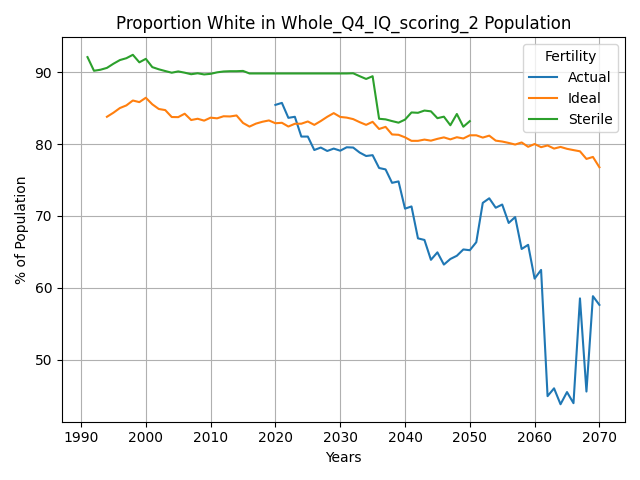 Proportion White in Whole_Q4_IQ_scoring_2 Population
Fertility
Actual
Ideal
Sterile
% of Population
90
80
70
60
50
1990
2000
2010
2020
2030
2040
2050
2060
2070
Years